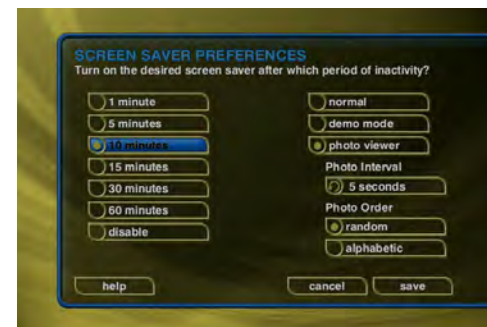 SCREEN SAVER PREFERENCES
Turn on the desired screen saver after which period of inactivity?
1 minute
5 minutes
10 minutes
15 minutes
30 minutes
60 minutes
disable
normal
demo mode
photo viewer
Photo Interval
5 seconds
Photo Order
random
alphabetic
help
cancel
save